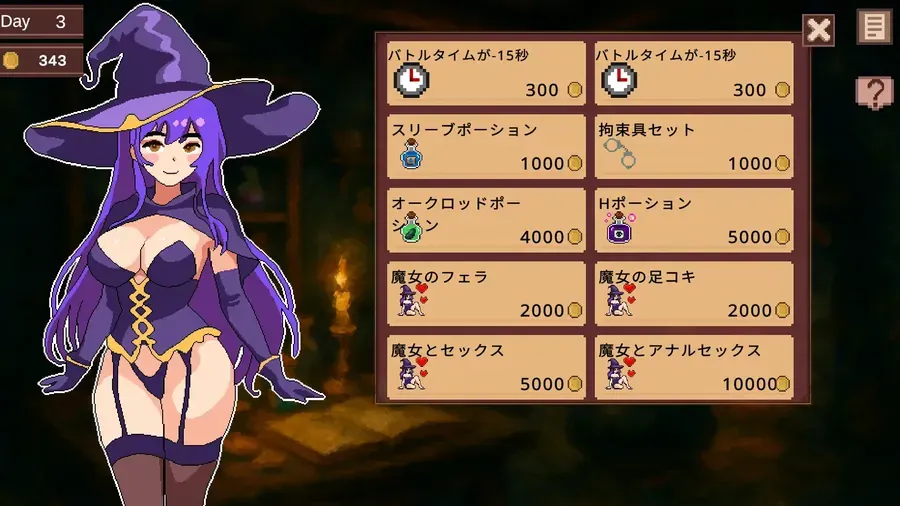 Day 3
343
バトルタイムが-15秒
300
バトルタイムが-15秒
300
スリーブポーション
1000
拘束具セット
1000
オークロッドポー
ション
4000
Hポーション
5000
魔女のフェラ
2000
魔女の足コキ
2000
魔女とセックス
5000
魔女とアナルセックス
10000
?